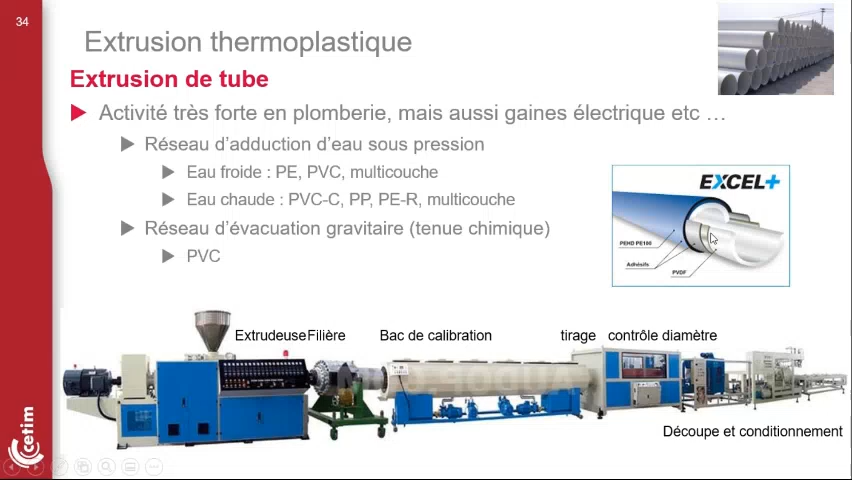 34
Extrusion thermoplastique
Extrusion de tube
Activité très forte en plomberie, mais aussi gaines électrique etc …
Réseau d’adduction d’eau sous pression
Eau froide : PE, PVC, multicouche
Eau chaude : PVC-C, PP, PE-R, multicouche
Réseau d’évacuation gravitaire (tenue chimique)
PVC
EXCEL+
PEHD PE100
Adhésifs
PVDF
Extrudeuse Filière Bac de calibration tirage contrôle diamètre
Découpe et conditionnement
cetim